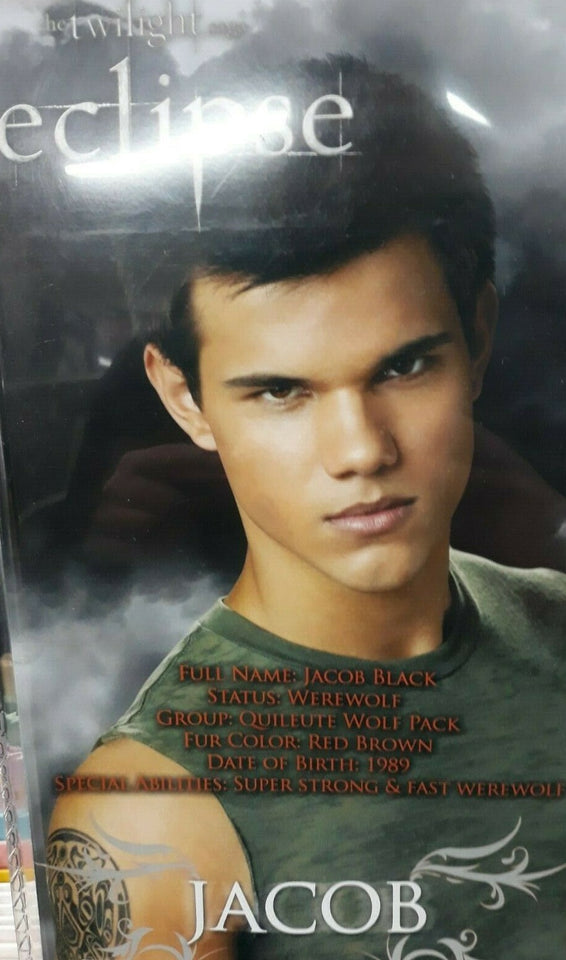 the twilight saga
eclipse
Full Name: Jacob Black
Status: Werewolf
Group: Quileute Wolf Pack
Fur Color: Red Brown
Date of Birth: 1989
Special Abilities: Super strong & fast werewolf
JACOB